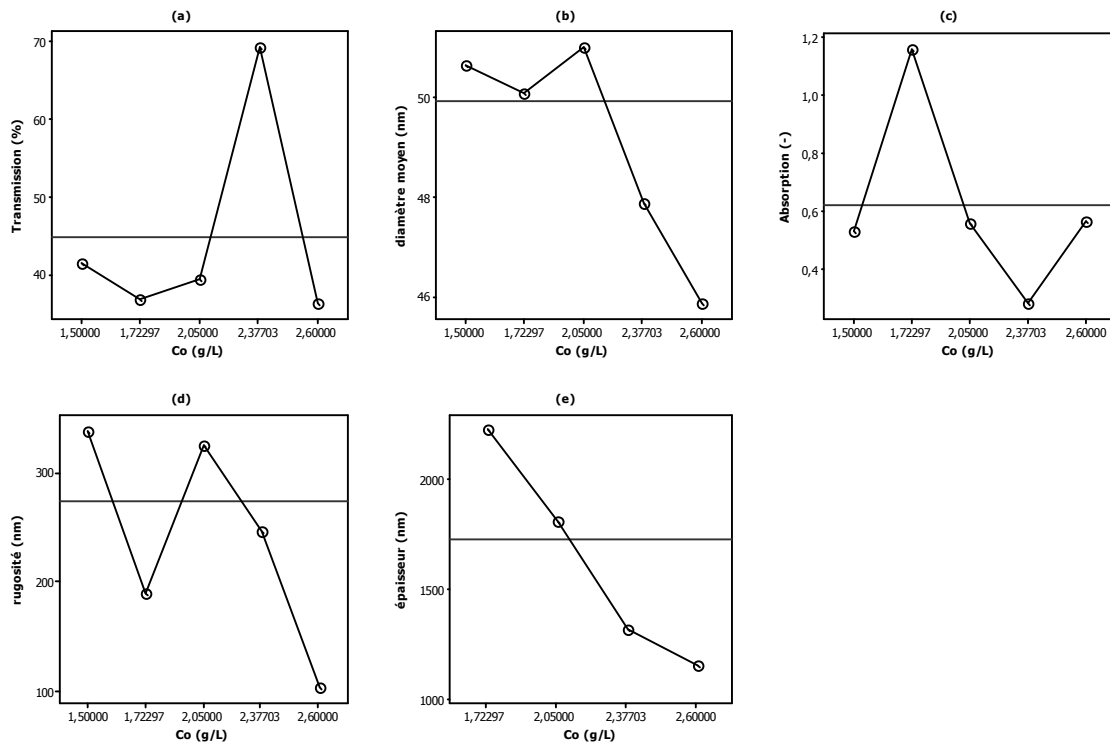 (a)
Transmission (%)
70
60
50
40
1,50000 1,72297 2,05000 2,37703 2,60000
Co (g/L)
(b)
diamètre moyen (nm)
50
48
46
1,50000 1,72297 2,05000 2,37703 2,60000
Co (g/L)
(c)
Absorption (-)
1,2
1,0
0,8
0,6
0,4
1,50000 1,72297 2,05000 2,37703 2,60000
Co (g/L)
(d)
rugosité (nm)
300
200
100
1,50000 1,72297 2,05000 2,37703 2,60000
Co (g/L)
(e)
épaisseur (nm)
2000
1500
1000
1,72297 2,05000 2,37703 2,60000
Co (g/L)